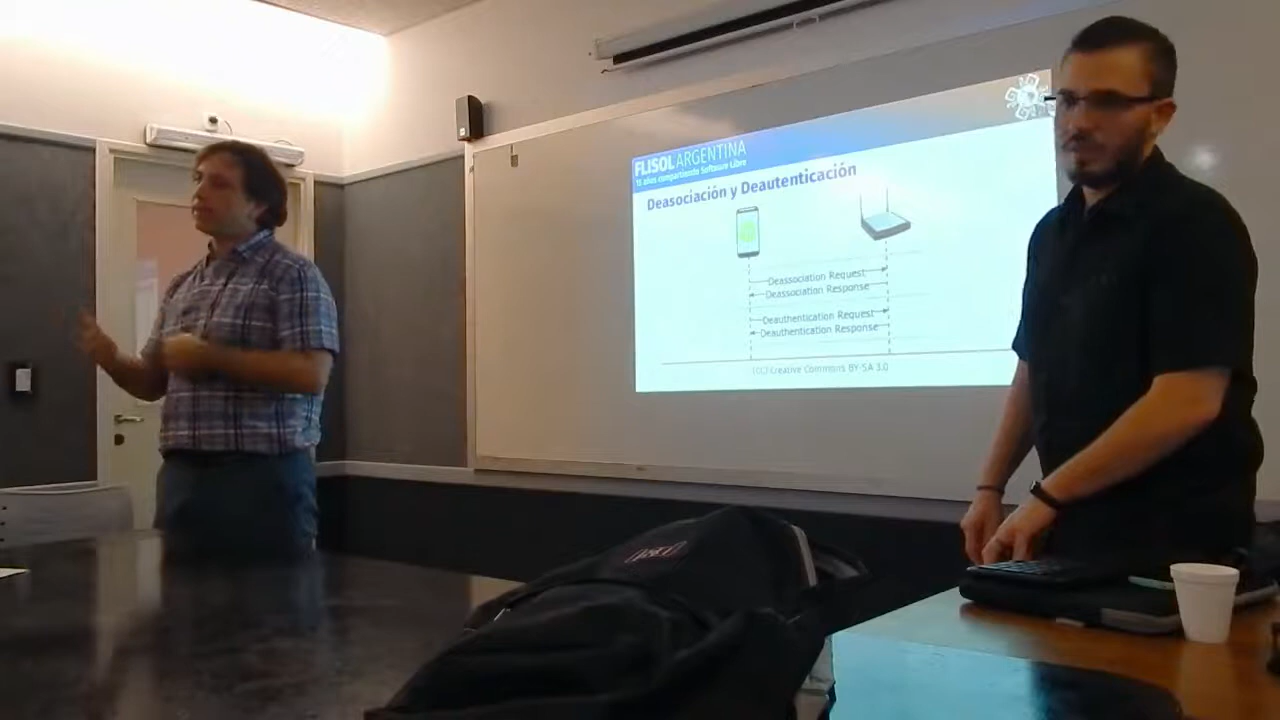 FLISOL ARGENTINA
15 años compartiendo Software Libre
Deasociación y Deautenticación
Deassociation Request
Deassociation Response
Deauthentication Request
Deauthentication Response
(CC) Creative Commons BY-SA 3.0